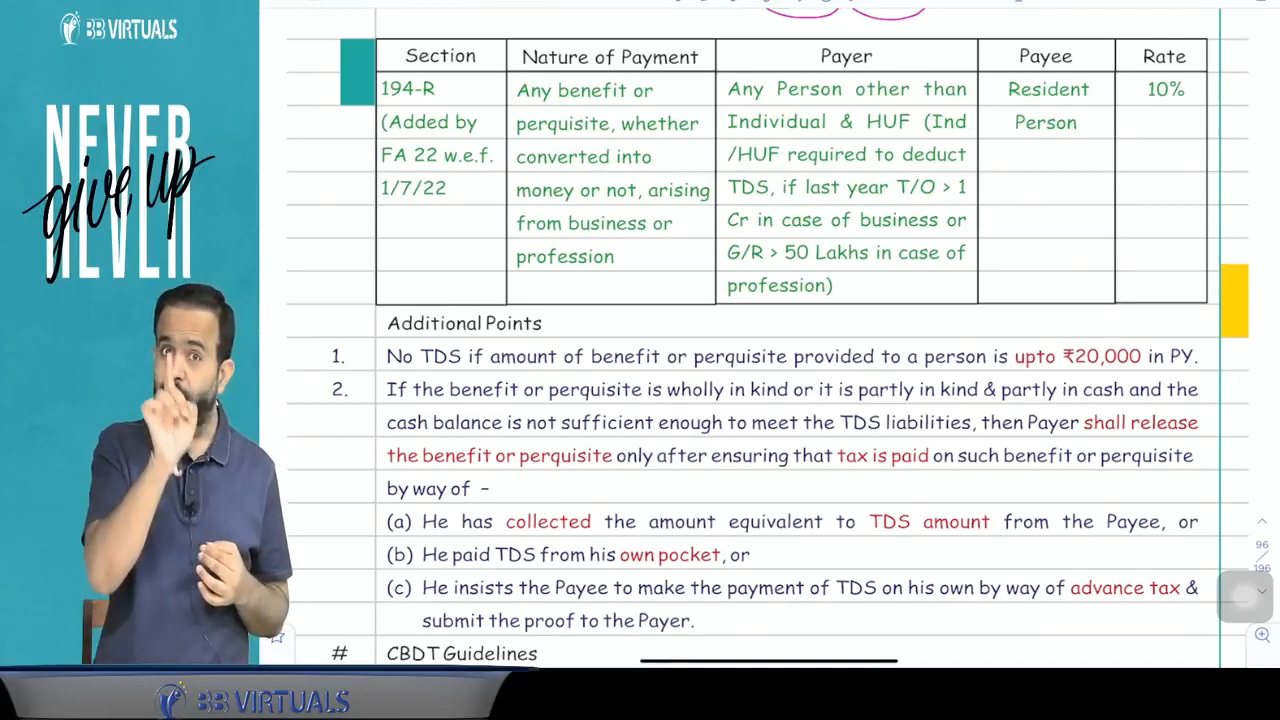 BB VIRTUALS
NEVER
give up
NEVER
Section
Nature of Payment
Payer
Payee
Rate
194-R
(Added by
FA 22 w.e.f.
1/7/22
Any benefit or
perquisite, whether
converted into
money or not, arising
from business or
profession
Any Person other than
Individual & HUF (Ind
/HUF required to deduct
TDS, if last year T/O > 1
Cr in case of business or
G/R > 50 Lakhs in case of
profession)
Resident
Person
10%
Additional Points
1. No TDS if amount of benefit or perquisite provided to a person is upto ₹20,000 in PY.
2. If the benefit or perquisite is wholly in kind or it is partly in kind & partly in cash and the
cash balance is not sufficient enough to meet the TDS liabilities, then Payer shall release
the benefit or perquisite only after ensuring that tax is paid on such benefit or perquisite
by way of –
(a) He has collected the amount equivalent to TDS amount from the Payee, or
(b) He paid TDS from his own pocket, or
(c) He insists the Payee to make the payment of TDS on his own by way of advance tax &
submit the proof to the Payer.
# CBDT Guidelines
96
/
196
BB VIRTUALS